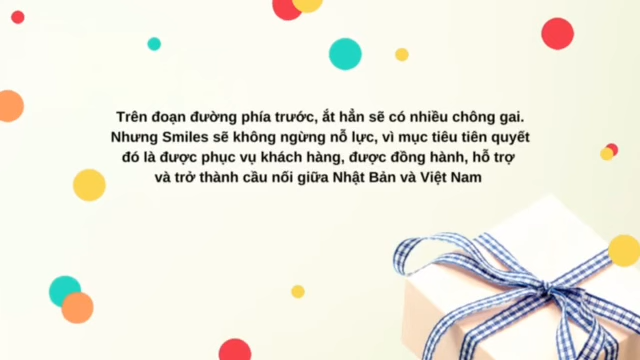 Trên đoạn đường phía trước, ắt hẳn sẽ có nhiều chông gai.
Nhưng Smiles sẽ không ngừng nỗ lực, vì mục tiêu tiên quyết
đó là được phục vụ khách hàng, được đồng hành, hỗ trợ
và trở thành cầu nối giữa Nhật Bản và Việt Nam